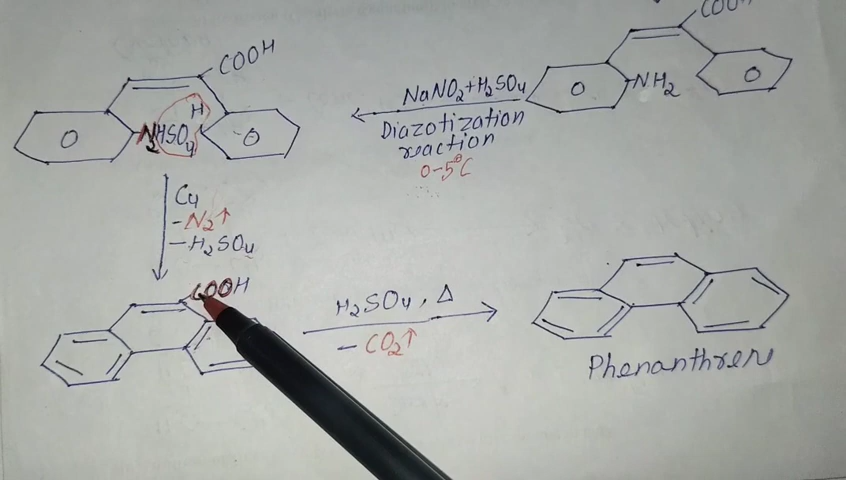 COOH
COOH
H
NaNO2+H2SO4
O
NH2
O
O
N2HSO4
O
Diazotization
reaction
0-5°C
Cu
-N2↑
-H2SO4
COOH
H2SO4, Δ
- CO2↑
Phenanthren